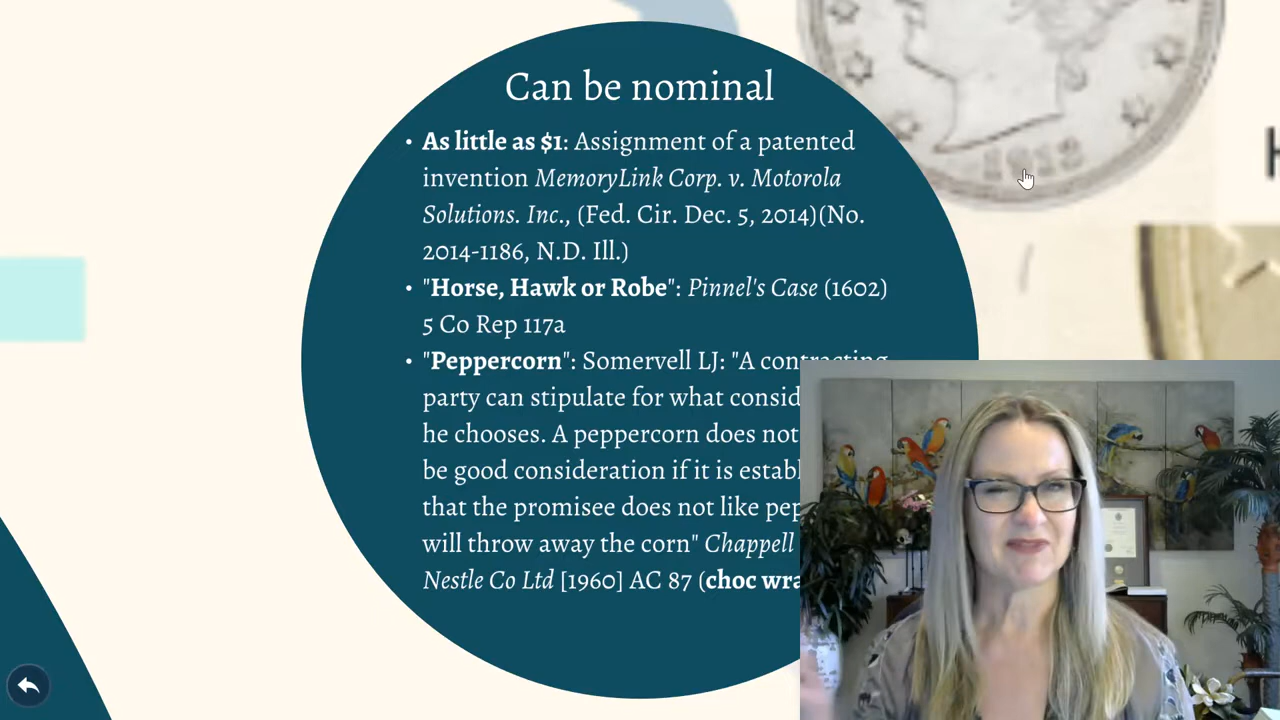 Can be nominal
• As little as $1: Assignment of a patented
invention MemoryLink Corp. v. Motorola
Solutions. Inc., (Fed. Cir. Dec. 5, 2014)(No.
2014-1186, N.D. Ill.)
• "Horse, Hawk or Robe": Pinnel's Case (1602)
5 Co Rep 117a
• "Peppercorn": Somervell LJ: "A contracting
party can stipulate for what consid
he chooses. A peppercorn does not
be good consideration if it is establ
that the promisee does not like pep
will throw away the corn" Chappell
Nestle Co Ltd [1960] AC 87 (choc wra